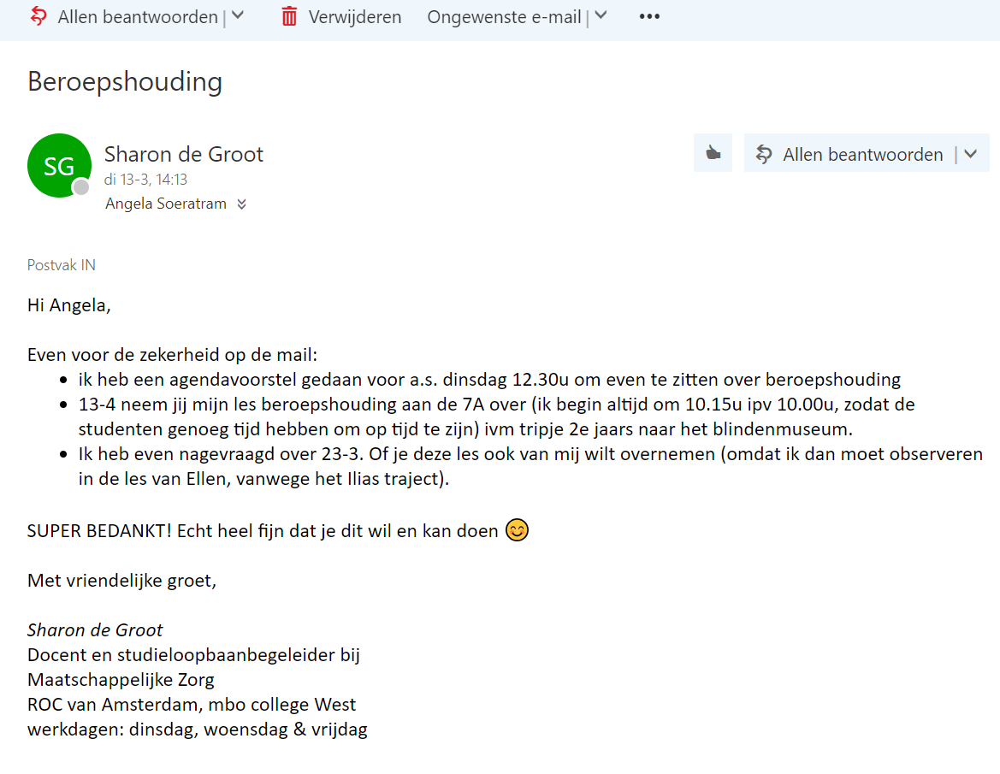 Allen beantwoorden | Verwijderen Ongewenste e-mail | •••
Beroepshouding
SG
Sharon de Groot
di 13-3, 14:13
Angela Soeratram
Allen beantwoorden |
Postvak IN
Hi Angela,
Even voor de zekerheid op de mail:
• ik heb een agendavoorstel gedaan voor a.s. dinsdag 12.30u om even te zitten over beroepshouding
• 13-4 neem jij mijn les beroepshouding aan de 7A over (ik begin altijd om 10.15u ipv 10.00u, zodat de
studenten genoeg tijd hebben om op tijd te zijn) ivm tripje 2e jaars naar het blindenmuseum.
• Ik heb even nagevraagd over 23-3. Of je deze les ook van mij wilt overnemen (omdat ik dan moet observeren
in de les van Ellen, vanwege het Ilias traject).
SUPER BEDANKT! Echt heel fijn dat je dit wil en kan doen 😊
Met vriendelijke groet,
Sharon de Groot
Docent en studieloopbaanbegeleider bij
Maatschappelijke Zorg
ROC van Amsterdam, mbo college West
werkdagen: dinsdag, woensdag & vrijdag